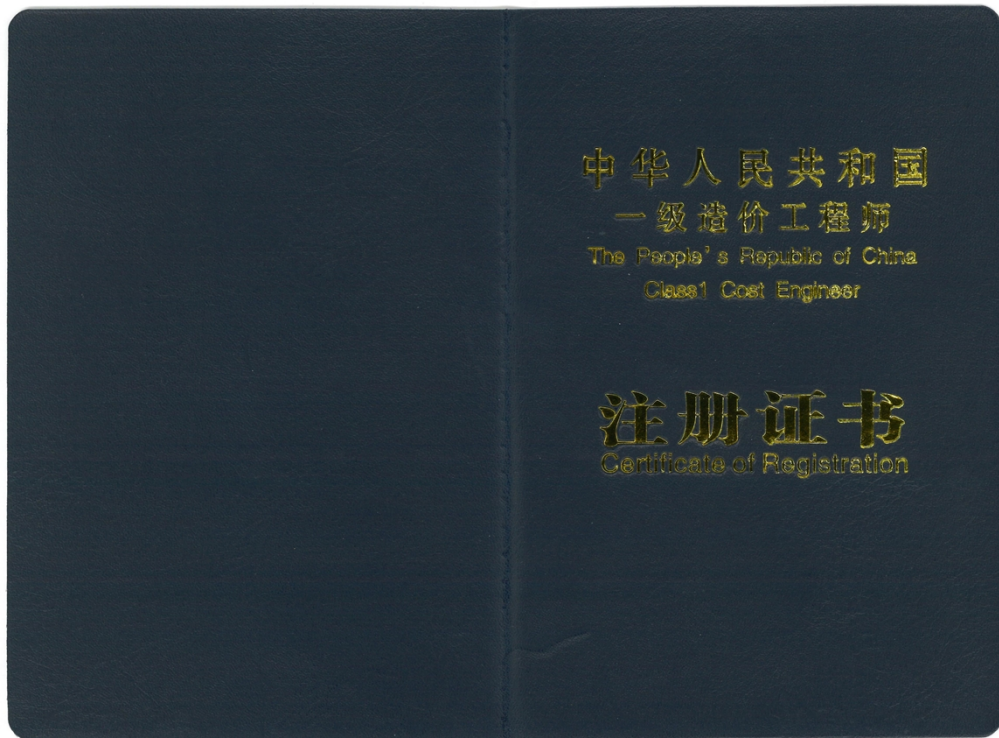 中华人民共和国
一级造价工程师
The People's Republic of China
Class1 Cost Engineer
注册证书
Certificate of Registration